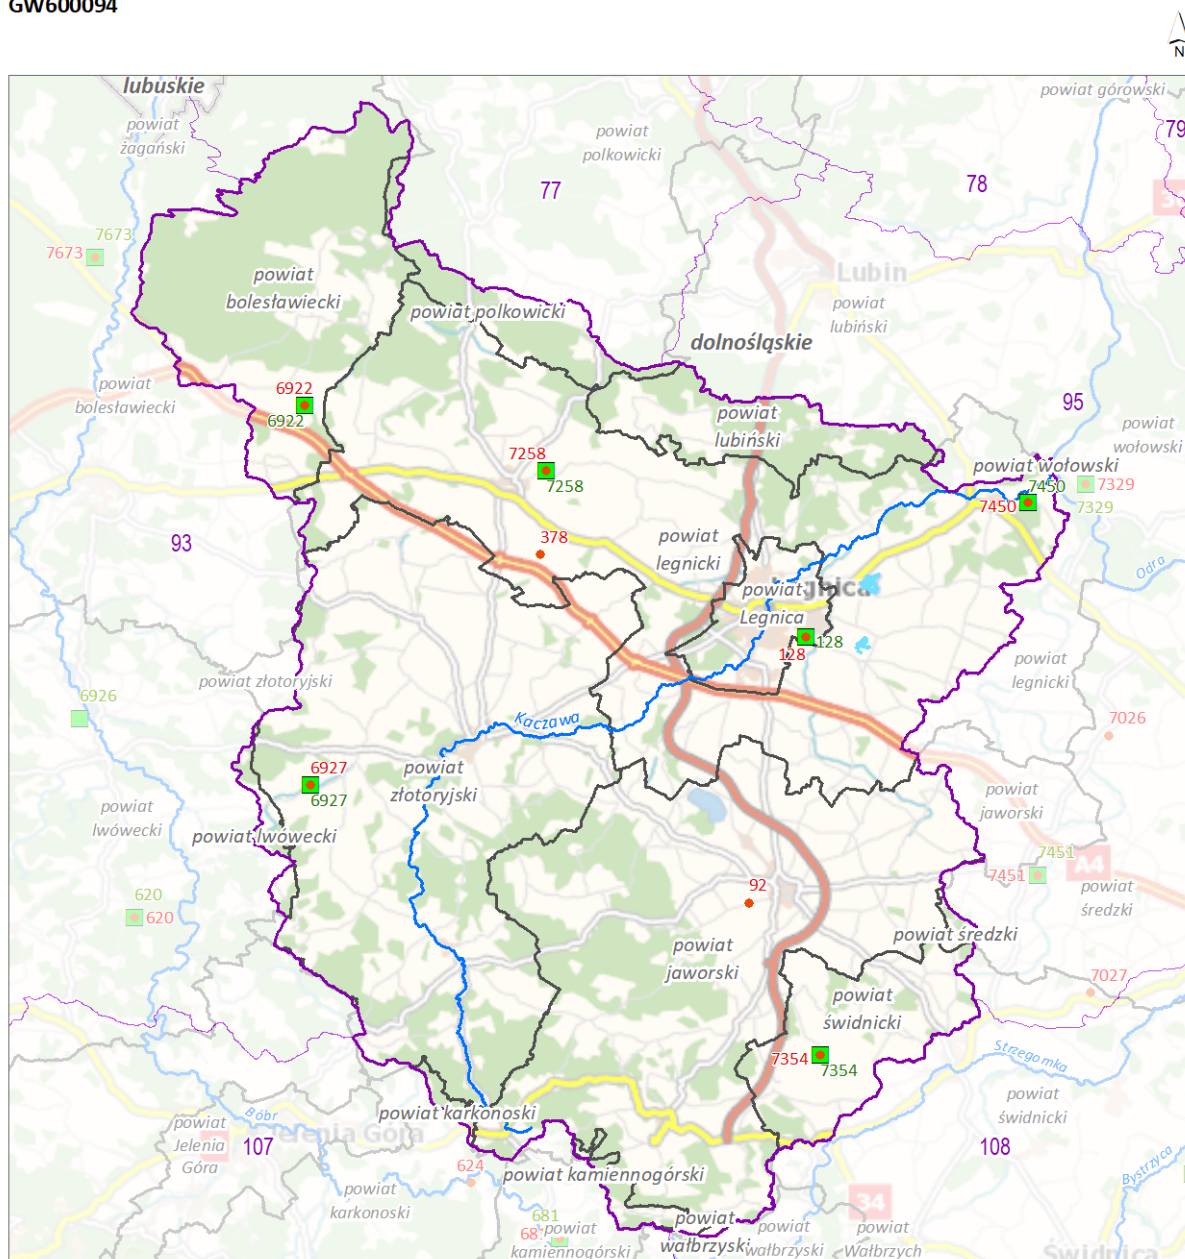 GW600094
N
lubuskie
powiat górowski
powiat
żagański
powiat
polkowicki
79
77
78
7673
7673
powiat
bolesławiecki
Lubin
powiat polkowicki
powiat
lubiński
dolnośląskie
powiat
bolesławiecki
6922
6922
95
powiat
lubiński
powiat
wołowski
7258
7258
powiat wołowski
7450
7450
7329
7329
93
378
powiat
legnicki
Odra
powiat
Legnica
128
128
powiat
legnicki
powiat złotoryjski
6926
Kaczawa
7026
6927
6927
powiat
złotoryjski
powiat
jaworski
powiat
lwówecki
powiat lwówecki
7451
7451
A4
92
powiat
średzki
620
620
powiat średzki
powiat
jaworski
7027
powiat
świdnicki
7354
7354
Strzegomka
powiat
świdnicki
powiat karkonoski
Bóbr
powiat
Jelenia
Góra
Jelenia Góra
107
108
624
powiat kamiennogórski
Bystrzyca
powiat
karkonoski
34
681
powiat
kamiennogórski
powiat
wałbrzyski
powiat
wałbrzyski
powiat
Wałbrzych
Świdnica